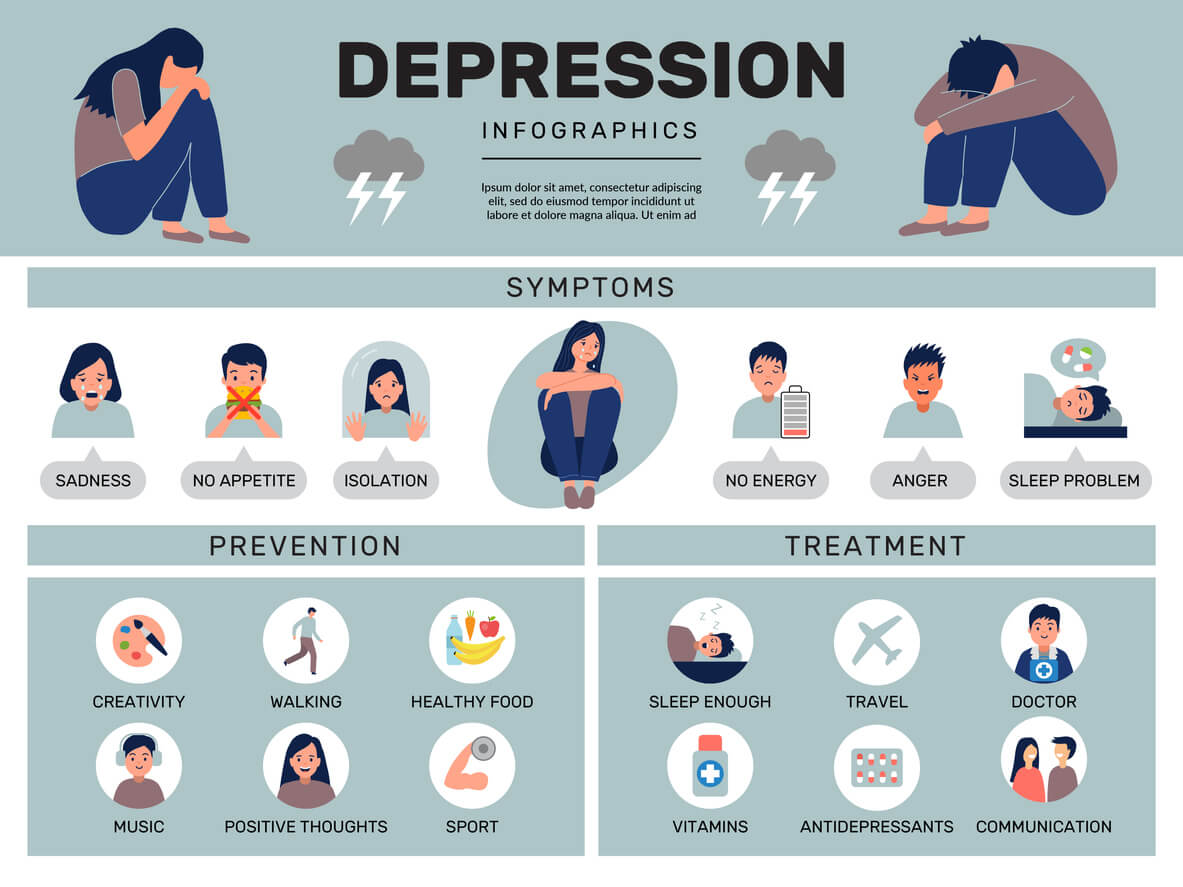 DEPRESSION
INFOGRAPHICS
Ipsum dolor sit amet, consectetur adipiscing
elit, sed do eiusmod tempor incididunt ut
labore et dolore magna aliqua. Ut enim ad
SYMPTOMS
SADNESS
NO APPETITE
ISOLATION
NO ENERGY
ANGER
SLEEP PROBLEM
PREVENTION
CREATIVITY
WALKING
HEALTHY FOOD
MUSIC
POSITIVE THOUGHTS
SPORT
TREATMENT
Z Z Z
SLEEP ENOUGH
TRAVEL
DOCTOR
VITAMINS
ANTIDEPRESSANTS
COMMUNICATION